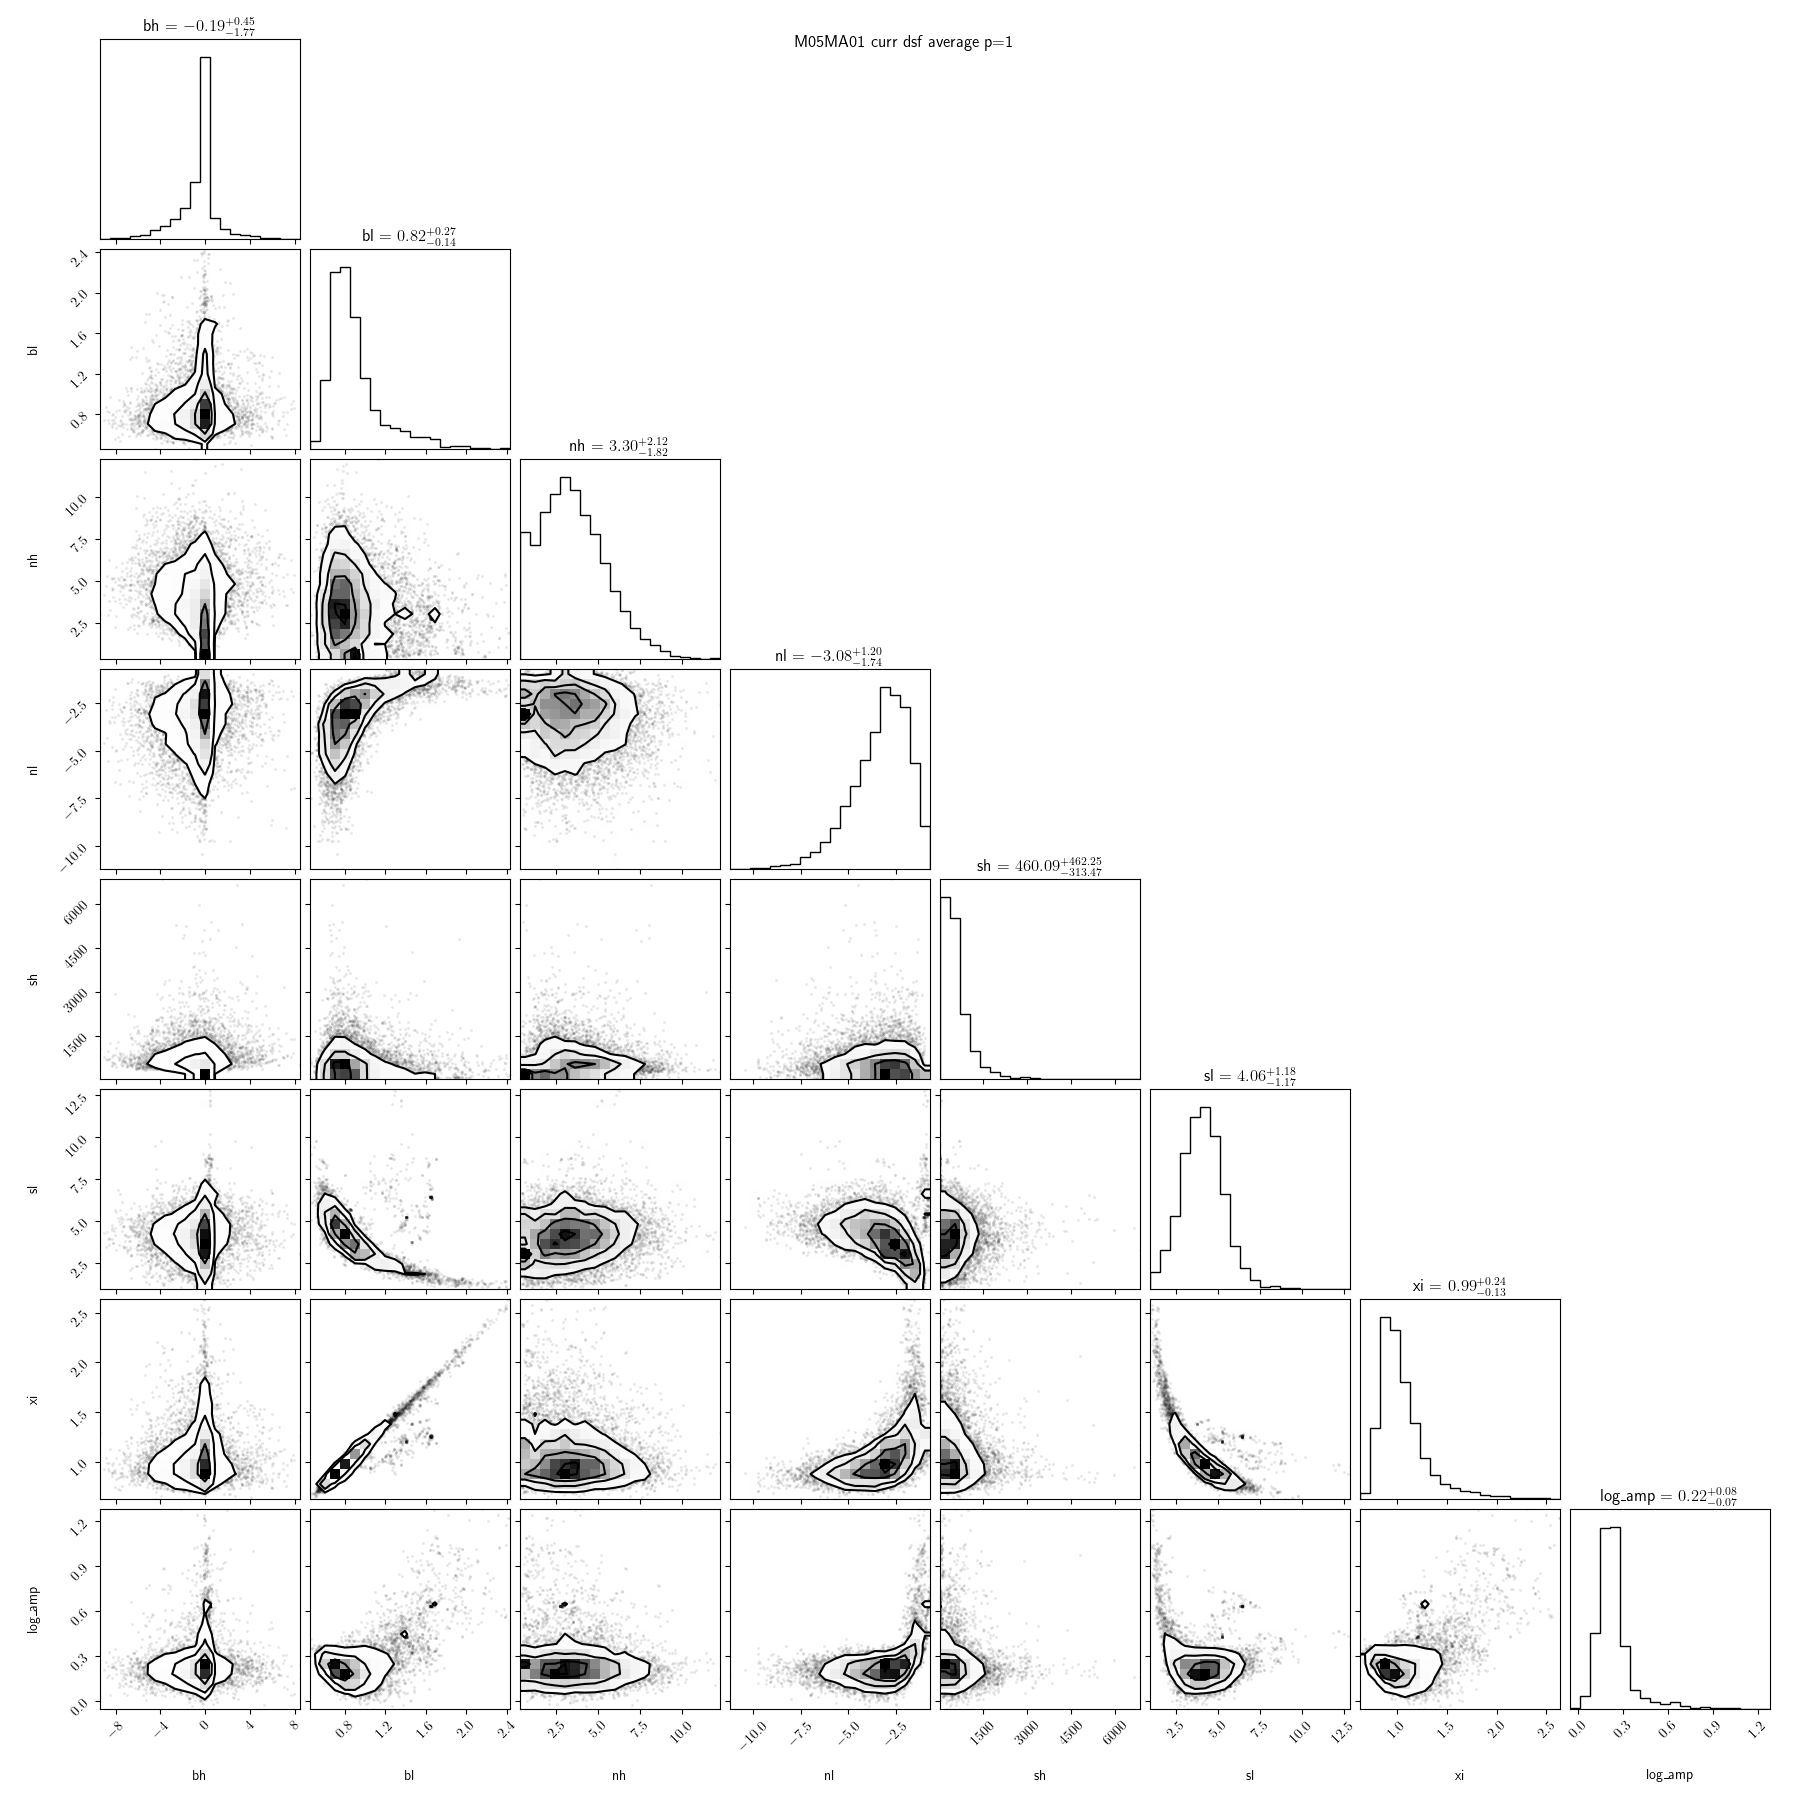 M05MA01 curr dsf average p=1
bh = −0.19 +0.45 −1.77
bl = 0.82 +0.27 −0.14
nh = 3.30 +2.12 −1.82
nl = −3.08 +1.20 −1.74
sh = 460.09 +462.25 −313.47
sl = 4.06 +1.18 −1.17
xi = 0.99 +0.24 −0.13
log_amp = 0.22 +0.08 −0.07
bl
2.4
2.0
1.6
1.2
0.8
nh
10.0
7.5
5.0
2.5
nl
−2.5
−5.0
−7.5
−10.0
sh
6000
4500
3000
1500
sl
12.5
10.0
7.5
5.0
2.5
xi
2.5
2.0
1.5
1.0
log_amp
1.2
0.9
0.6
0.3
0.0
−8 −4 0 4 8
0.8 1.2 1.6 2.0 2.4
2.5 5.0 7.5 10.0
−10.0 −7.5 −5.0 −2.5
1500 3000 4500 6000
2.5 5.0 7.5 10.0 12.5
1.0 1.5 2.0 2.5
0.0 0.3 0.6 0.9 1.2
bh bl nh nl sh sl xi log_amp